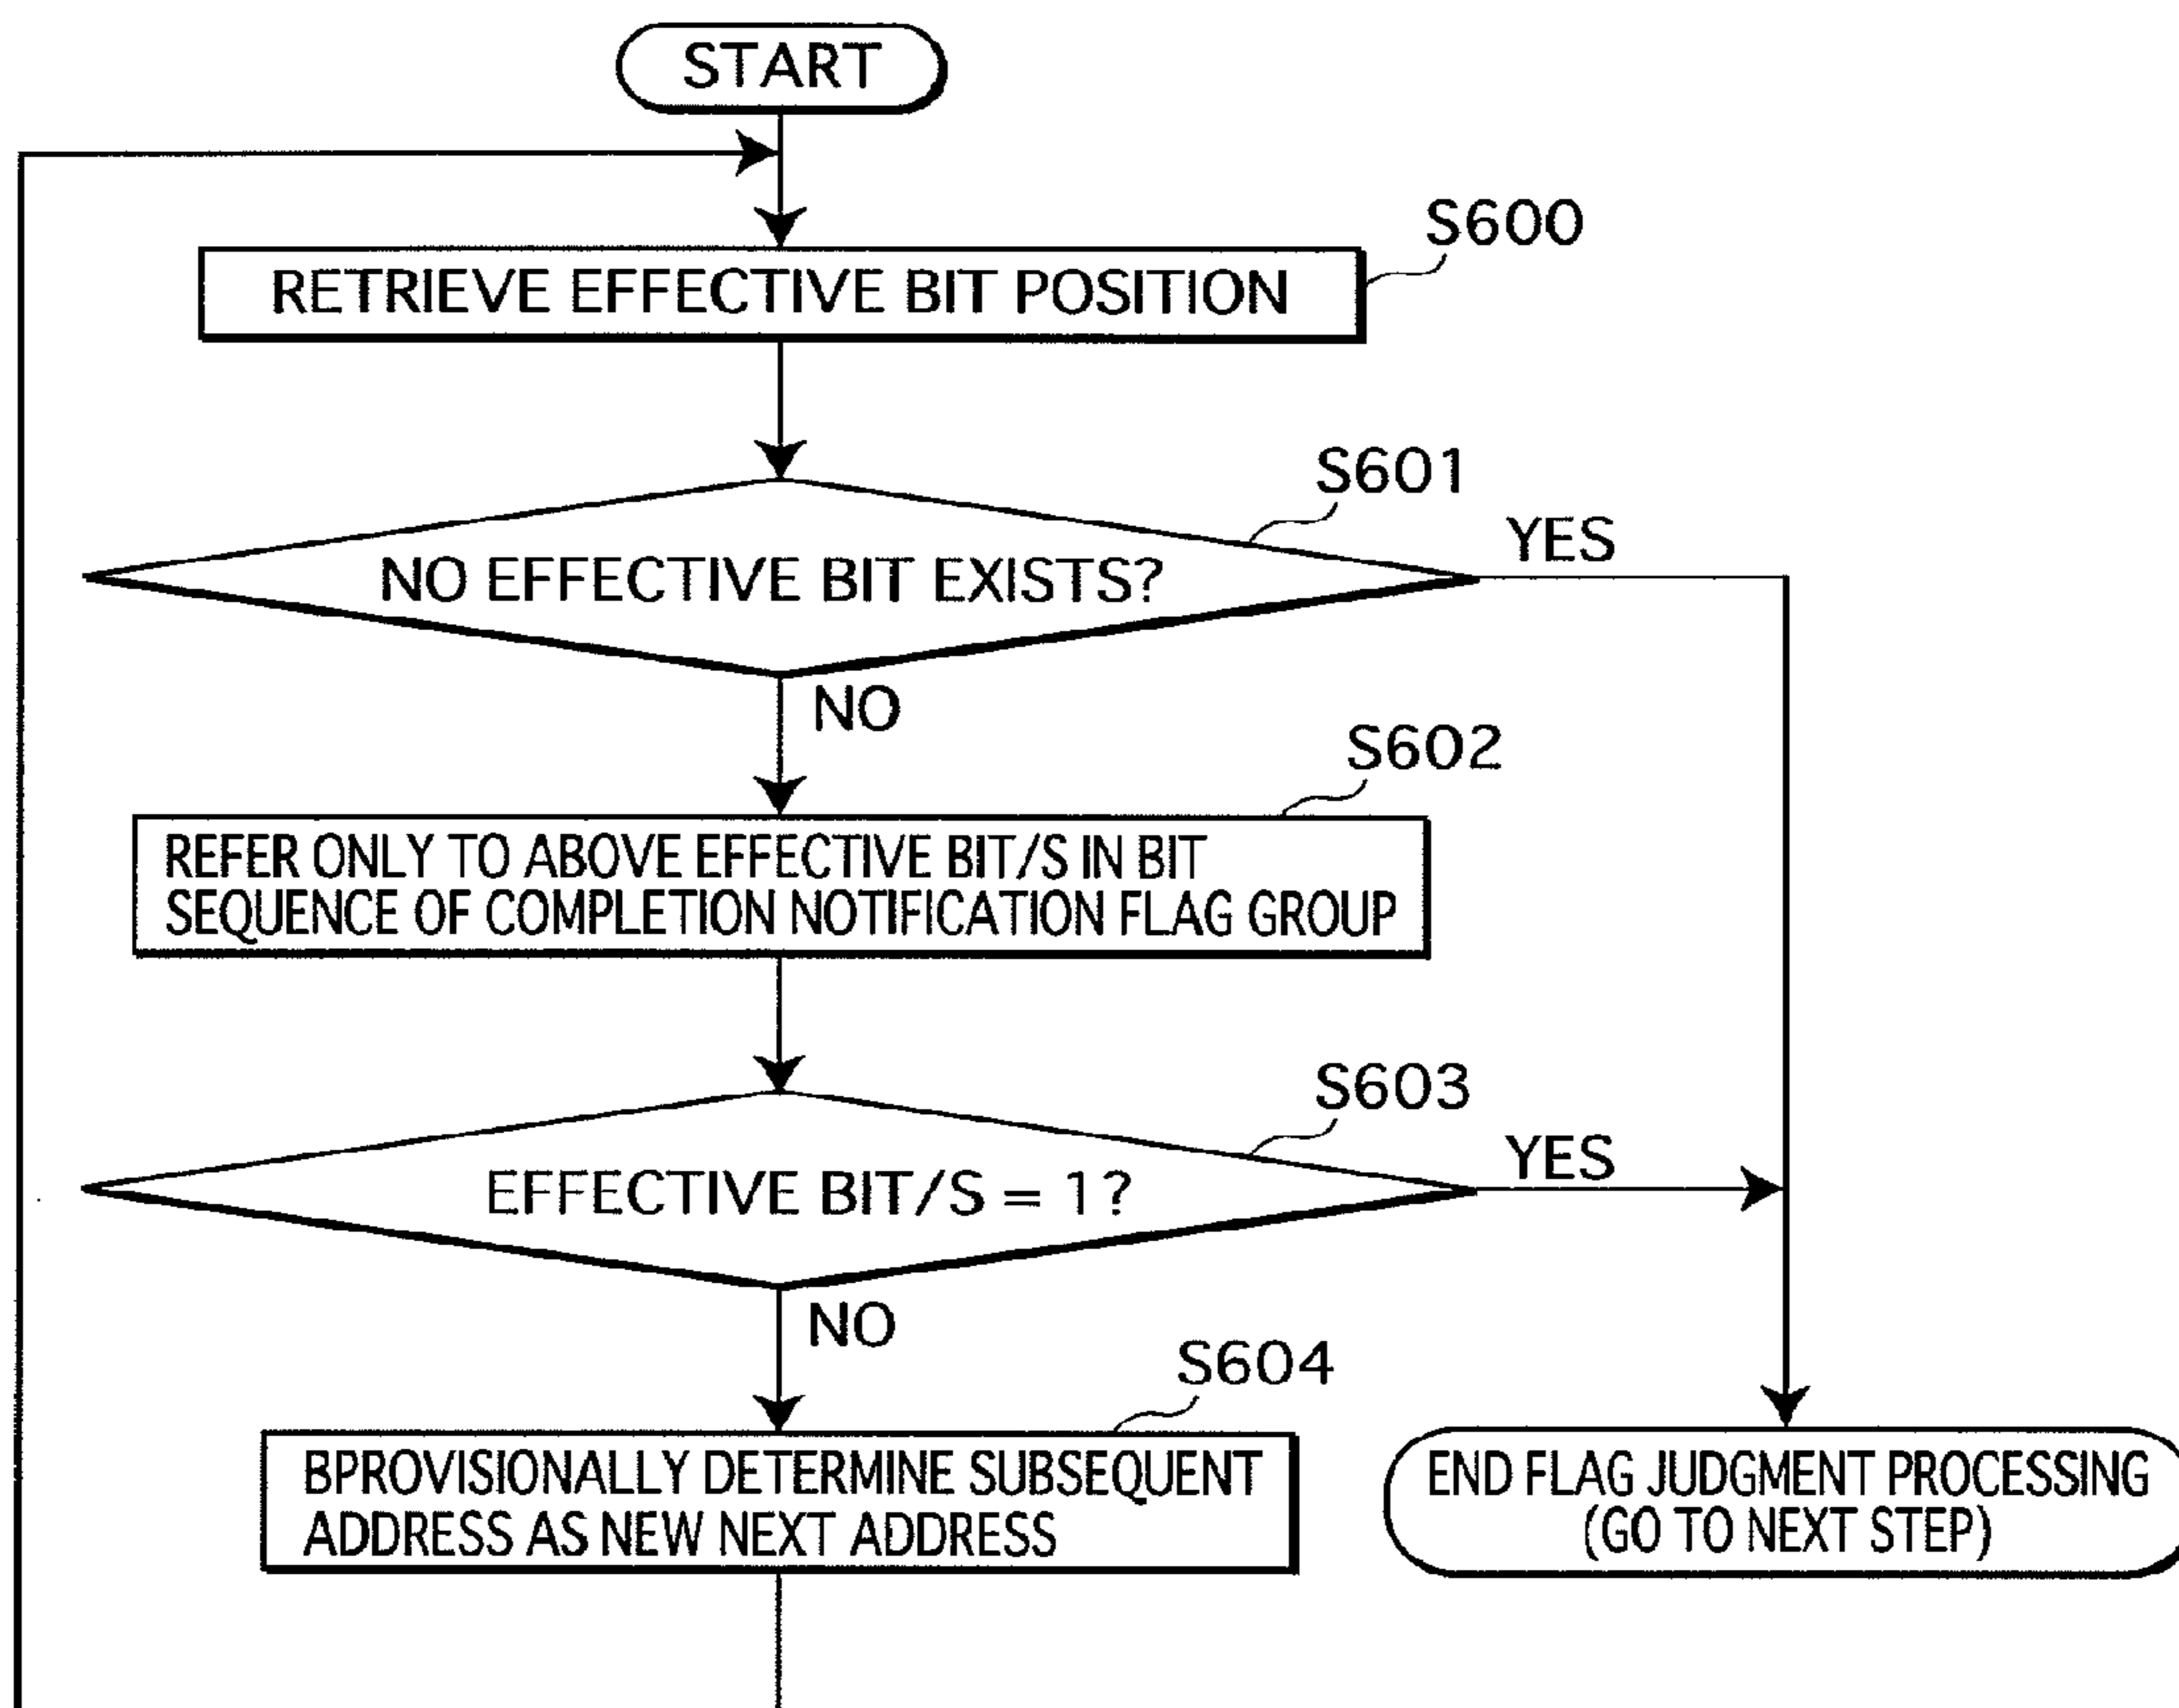 START
S600
RETRIEVE EFFECTIVE BIT POSITION
S601
YES
NO EFFECTIVE BIT EXISTS?
NO
S602
REFER ONLY TO ABOVE EFFECTIVE BIT/S IN BIT
SEQUENCE OF COMPLETION NOTIFICATION FLAG GROUP
S603
YES
EFFECTIVE BIT/S = 1?
NO
S604
BPROVISIONALLY DETERMINE SUBSEQUENT
ADDRESS AS NEW NEXT ADDRESS
END FLAG JUDGMENT PROCESSING
(GO TO NEXT STEP)